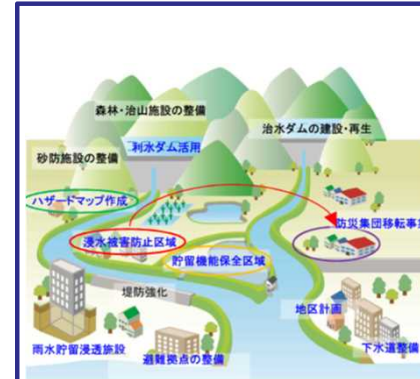 森林・治山施設の整備
治水ダムの建設・再生
利水ダム活用
砂防施設の整備
ハザードマップ作成
防災集団移転事
浸水被害防止区域
貯留機能保全区域
堤防強化
地区計画
雨水貯留浸透施設
避難拠点の整備
下水道整備